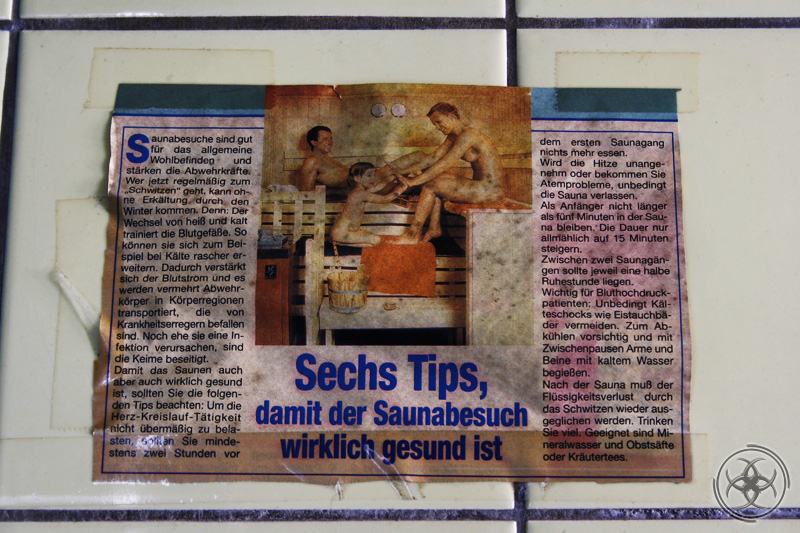 Saunabesuche sind gut
für das allgemeine
Wohlbefinden und
stärken die Abwehrkräfte.
Wer jetzt regelmäßig zum
„Schwitzen" geht, kann oh-
ne Erkältung durch den
Winter kommen. Denn: Der
Wechsel von heiß und kalt
trainiert die Blutgefäße. So
können sie sich zum Bei-
spiel bei Kälte rascher er-
weitern. Dadurch verstärkt
sich der Blutstrom und es
werden vermehrt Abwehr-
körper in Körperregionen
transportiert, die von
Krankheitserregern befallen
sind. Noch ehe sie eine In-
fektion verursachen, sind
die Keime beseitigt.
Damit das Saunen auch
aber auch wirklich gesund
ist, sollten Sie die folgen-
den Tips beachten: Um die
Herz-Kreislauf-Tätigkeit
nicht übermäßig zu bela-
sten, sollten Sie minde-
stens zwei Stunden vor
Sechs Tips,
damit der Saunabesuch
wirklich gesund ist
dem ersten Saunagang
nichts mehr essen.
Wird die Hitze unange-
nehm oder bekommen Sie
Atemprobleme, unbedingt
die Sauna verlassen.
Als Anfänger nicht länger
als fünf Minuten in der Sau-
na bleiben. Die Dauer nur
allmählich auf 15 Minuten
steigern.
Zwischen zwei Saunagän-
gen sollte jeweil eine halbe
Ruhestunde liegen.
Wichtig für Bluthochdruck-
patienten: Unbedingt Käl-
teschocks wie Eistauchbä-
der vermeiden. Zum Ab-
kühlen vorsichtig und mit
Zwischenpausen Arme und
Beine mit kaltem Wasser
begießen.
Nach der Sauna muß der
Flüssigkeitsverlust durch
das Schwitzen wieder aus-
geglichen werden. Trinken
Sie viel. Geeignet sind Mi-
neralwasser und Obstsäfte
oder Kräutertees.